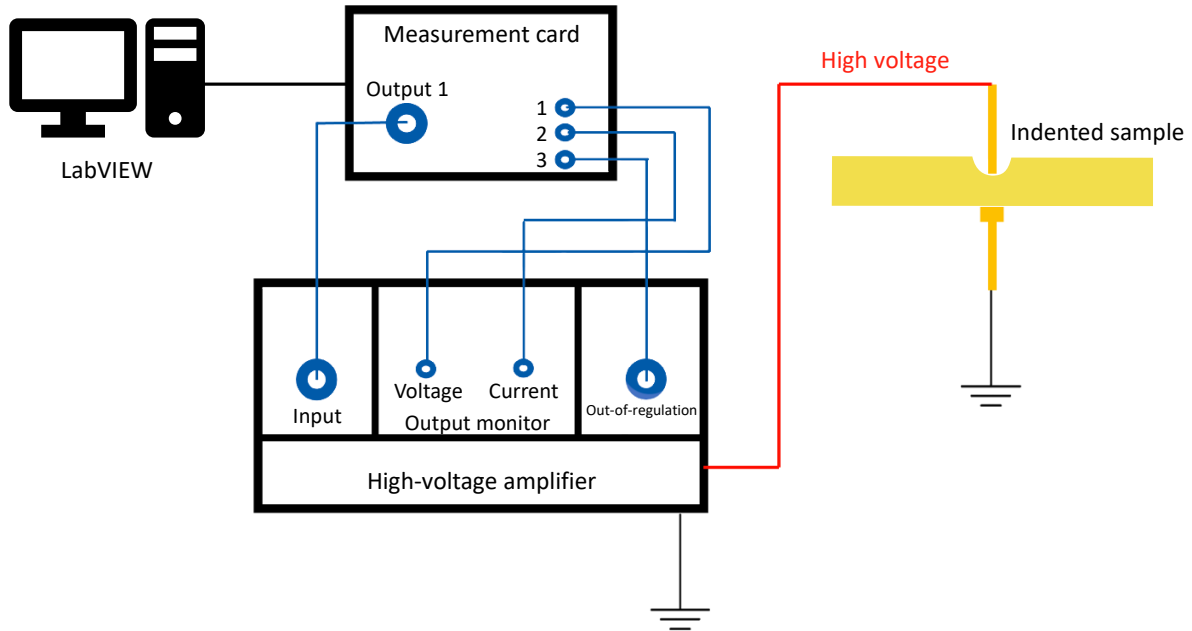 Measurement card
High voltage
Output 1
1
2
3
Indented sample
LabVIEW
Voltage
Current
Input
Output monitor
Out-of-regulation
High-voltage amplifier